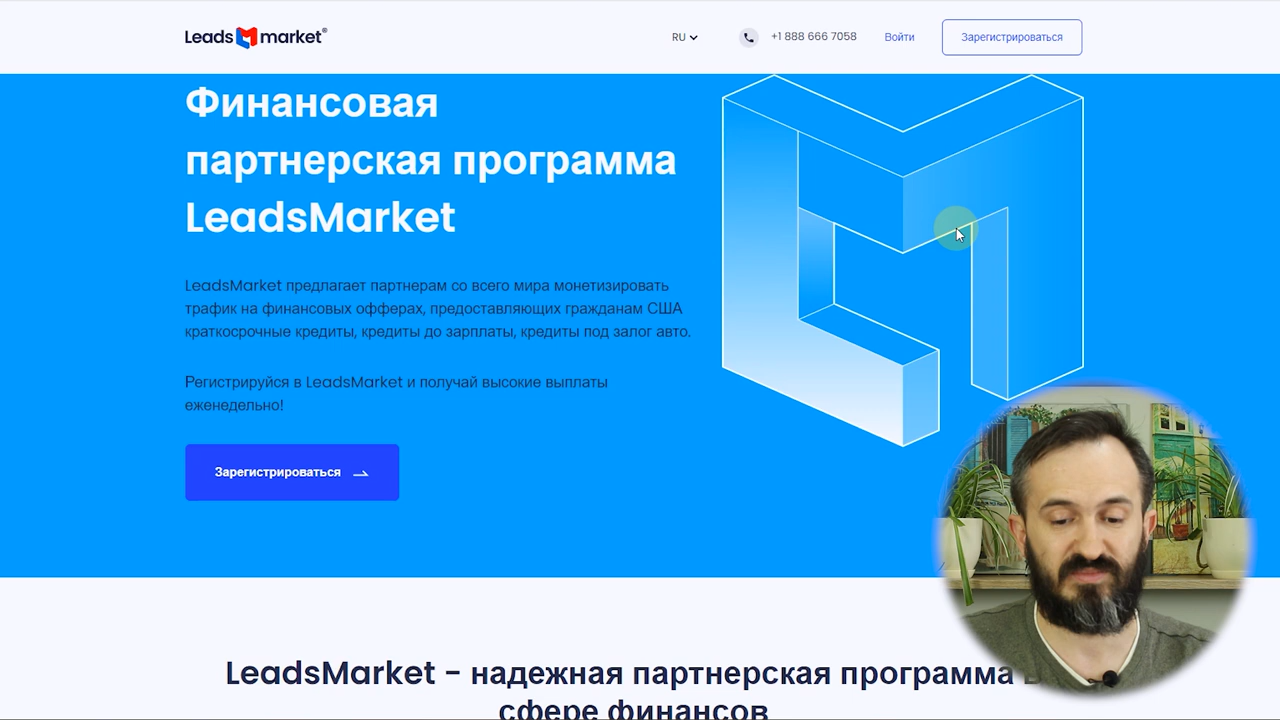 Leads market®
RU
+1 888 666 7058
Войти
Зарегистрироваться
Финансовая
партнерская программа
LeadsMarket
LeadsMarket предлагает партнерам со всего мира монетизировать
трафик на финансовых офферах, предоставляющих гражданам США
краткосрочные кредиты, кредиты до зарплаты, кредиты под залог авто.
Регистрируйся в LeadsMarket и получай высокие выплаты
еженедельно!
Зарегистрироваться
LeadsMarket – надежная партнерская программа
сфере финансов